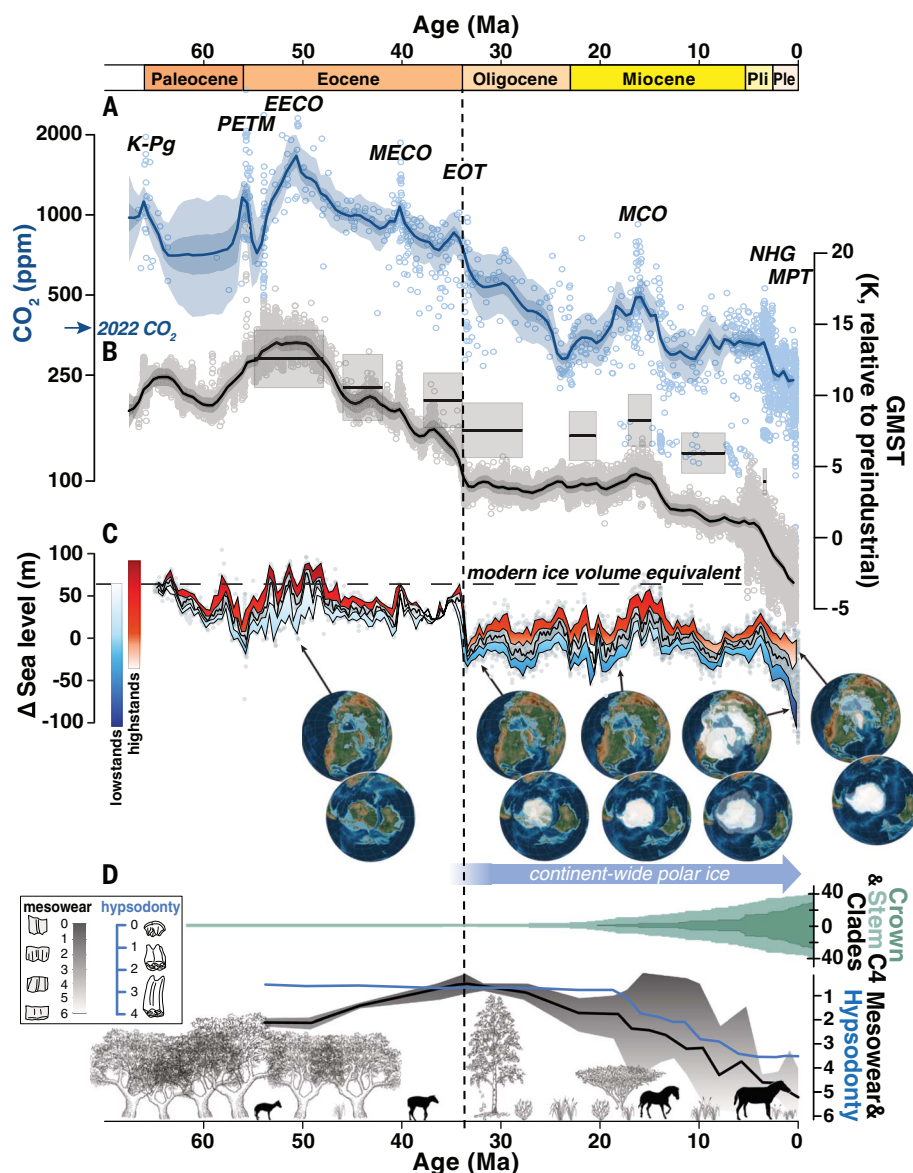 Age (Ma)
60 50 40 30 20 10 0
Paleocene Eocene Oligocene Miocene Pli Ple
A
K-Pg
PETM
EECO
MECO
EOT
MCO
NHG
MPT
2000
1000
500
250
100
CO2 (ppm)
2022 CO2
20
15
10
5
0
-5
GMST
(K, relative to preindustrial)
B
C
100
50
0
-50
-100
Δ Sea level (m)
lowstands
highstands
modern ice volume equivalent
continent-wide polar ice
D
mesowear
0
1
2
3
4
5
6
hypsodonty
0
1
2
3
4
40
0
40
Crown
& Stem C4
Clades
1
2
3
4
5
6
Mesowear&
Hypsodonty
60 50 40 30 20 10 0
Age (Ma)